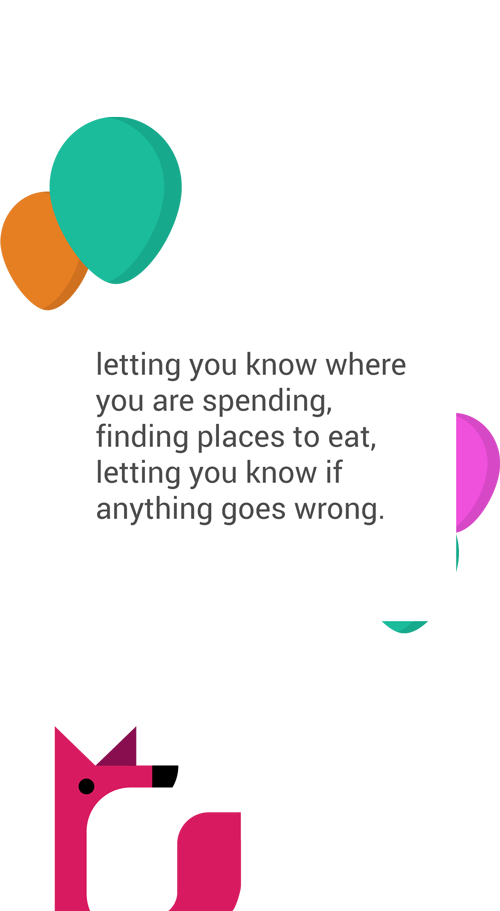 letting you know where
you are spending,
finding places to eat,
letting you know if
anything goes wrong.